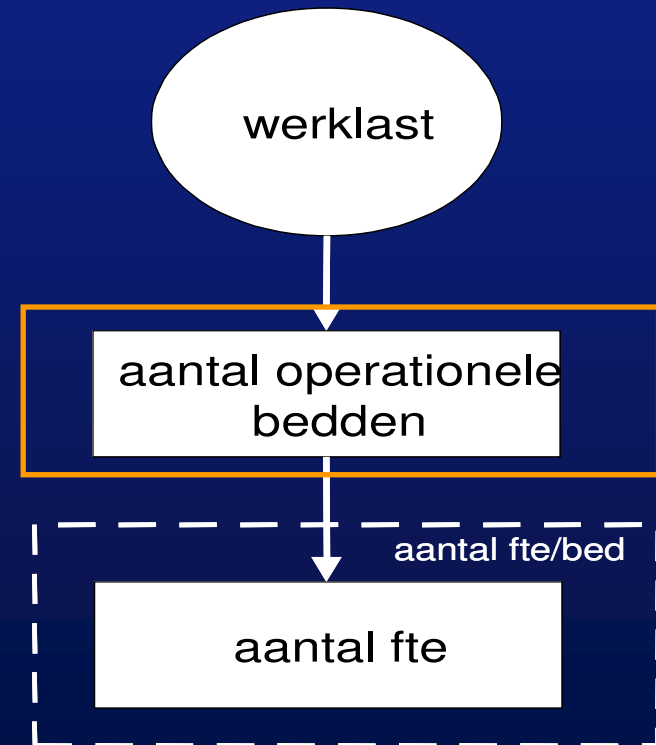 werklast
aantal operationele
bedden
aantal fte/bed
aantal fte